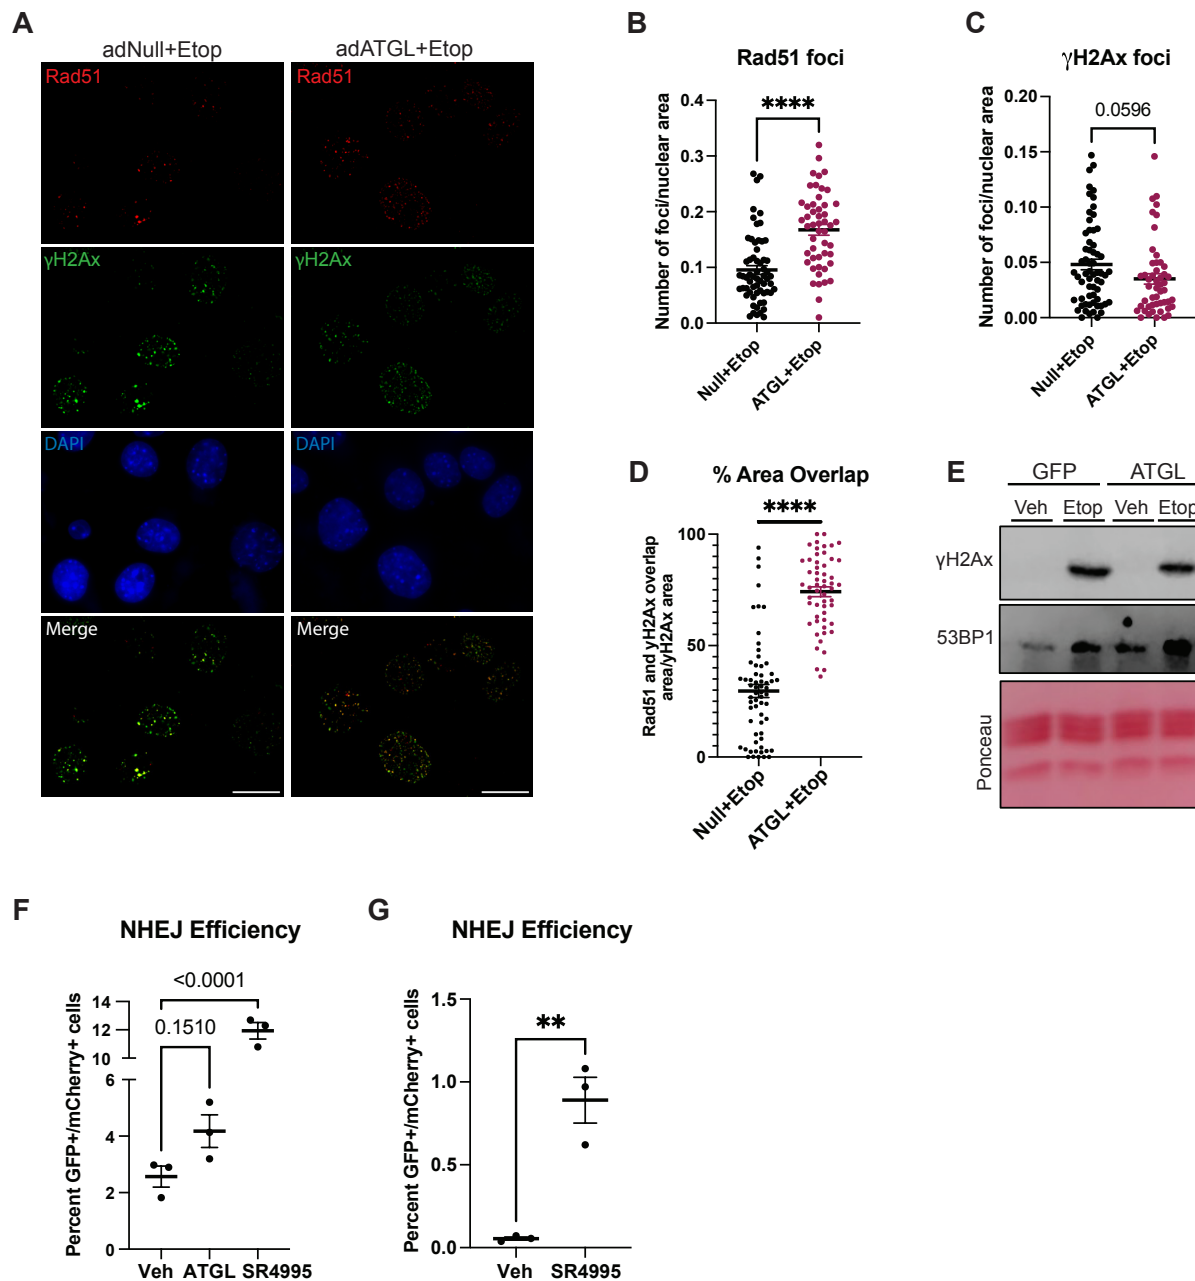 A
adNull+Etop
adATGL+Etop
Rad51
Rad51
γH2Ax
γH2Ax
DAPI
DAPI
Merge
Merge
B
Rad51 foci
Number of foci/nuclear area
0.4
0.3
0.2
0.1
0.0
****
Null+Etop
ATGL+Etop
C
γH2Ax foci
Number of foci/nuclear area
0.20
0.15
0.10
0.05
0.00
0.0596
Null+Etop
ATGL+Etop
D
% Area Overlap
Rad51 and yH2Ax overlap
area/yH2Ax area
100
50
0
****
Null+Etop
ATGL+Etop
E
GFP ATGL
Veh Etop Veh Etop
γH2Ax
53BP1
Ponceau
F
NHEJ Efficiency
Percent GFP+/mCherry+ cells
14
12
10
6
4
2
0
<0.0001
0.1510
Veh ATGL SR4995
G
NHEJ Efficiency
Percent GFP+/mCherry+ cells
1.5
1.0
0.5
0.0
**
Veh SR4995